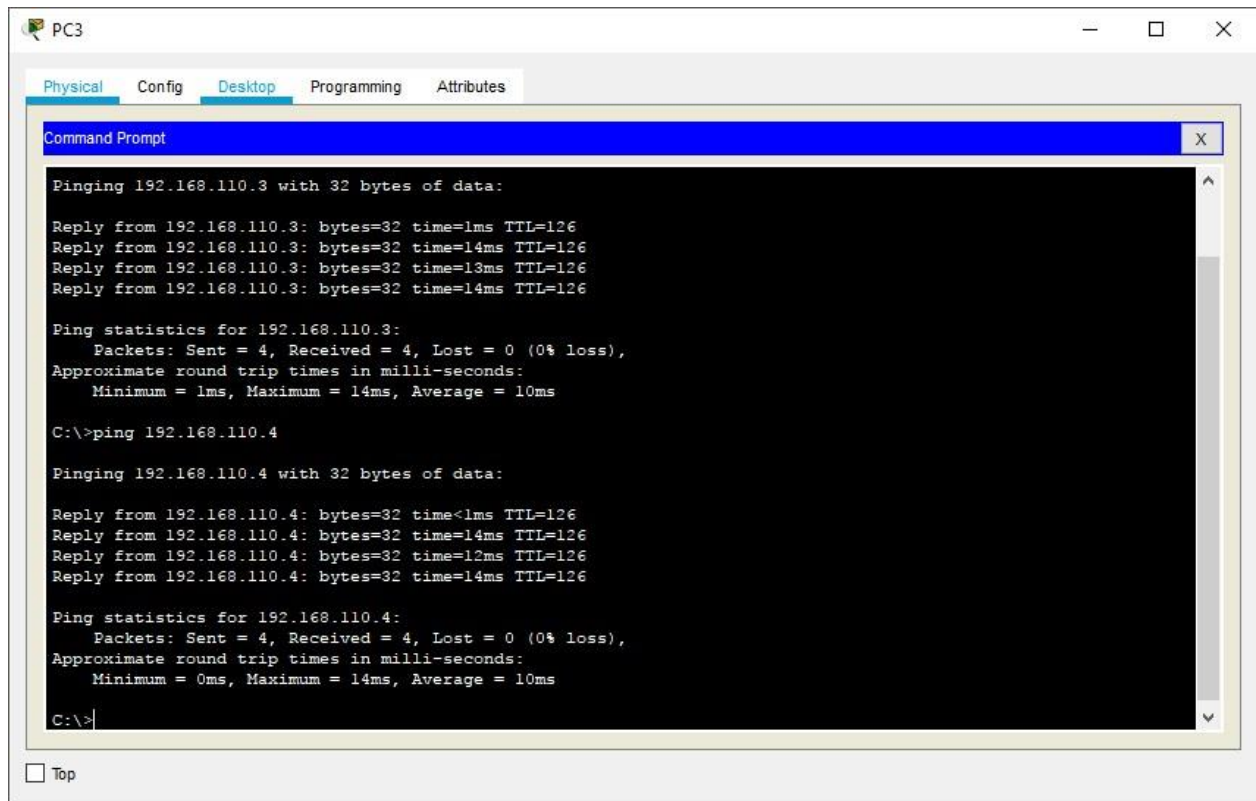 PC3
Physical Config Desktop Programming Attributes
Command Prompt X
Pinging 192.168.110.3 with 32 bytes of data:
Reply from 192.168.110.3: bytes=32 time=1ms TTL=126
Reply from 192.168.110.3: bytes=32 time=14ms TTL=126
Reply from 192.168.110.3: bytes=32 time=13ms TTL=126
Reply from 192.168.110.3: bytes=32 time=14ms TTL=126
Ping statistics for 192.168.110.3:
Packets: Sent = 4, Received = 4, Lost = 0 (0% loss),
Approximate round trip times in milli-seconds:
Minimum = 1ms, Maximum = 14ms, Average = 10ms
C:\>ping 192.168.110.4
Pinging 192.168.110.4 with 32 bytes of data:
Reply from 192.168.110.4: bytes=32 time<1ms TTL=126
Reply from 192.168.110.4: bytes=32 time=14ms TTL=126
Reply from 192.168.110.4: bytes=32 time=12ms TTL=126
Reply from 192.168.110.4: bytes=32 time=14ms TTL=126
Ping statistics for 192.168.110.4:
Packets: Sent = 4, Received = 4, Lost = 0 (0% loss),
Approximate round trip times in milli-seconds:
Minimum = 0ms, Maximum = 14ms, Average = 10ms
C:\>
Top